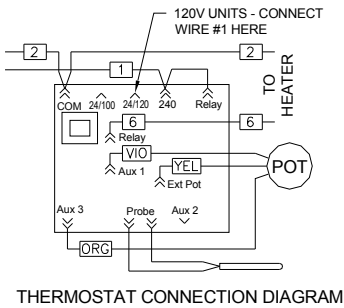 120V UNITS - CONNECT
WIRE #1 HERE
2
2
1
TO
HEATER
COM
24/100
24/120
240
Relay
6
6
Relay
VIO
Aux 1
YEL
POT
Ext Pot
Aux 3
Probe
Aux 2
ORG
THERMOSTAT CONNECTION DIAGRAM